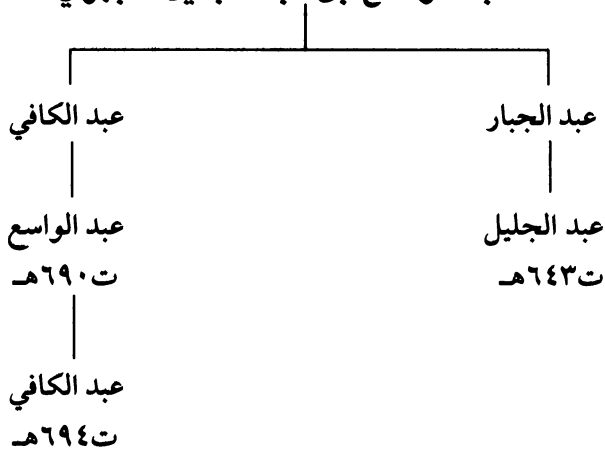 عبد الجبار عبد الكافي
عبد الجليل عبد الواسع
ت٦٤٣هـ ت٦٩٠هـ
عبد الكافي
ت٦٩٤هـ